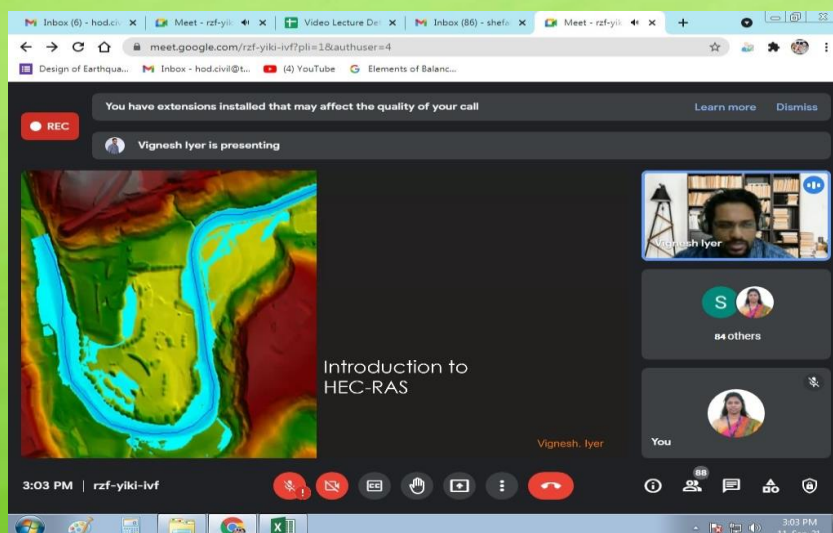 Inbox (6) - hod.civ
Meet - rzf-yik
Video Lecture De
Inbox (86) - shefa
Meet - rzf-yik
meet.google.com/rzf-yiki-ivf?pli=1&authuser=4
Design of Earthqua...
Inbox - hod.civil@t...
(4) YouTube
Elements of Balanc...
You have extensions installed that may affect the quality of your call
Learn more
Dismiss
REC
Vignesh Iyer is presenting
Vignesh Iyer
S
84 others
Introduction to
HEC-RAS
Vignesh. Iyer
You
3:03 PM | rzf-yiki-ivf
88
3:03 PM